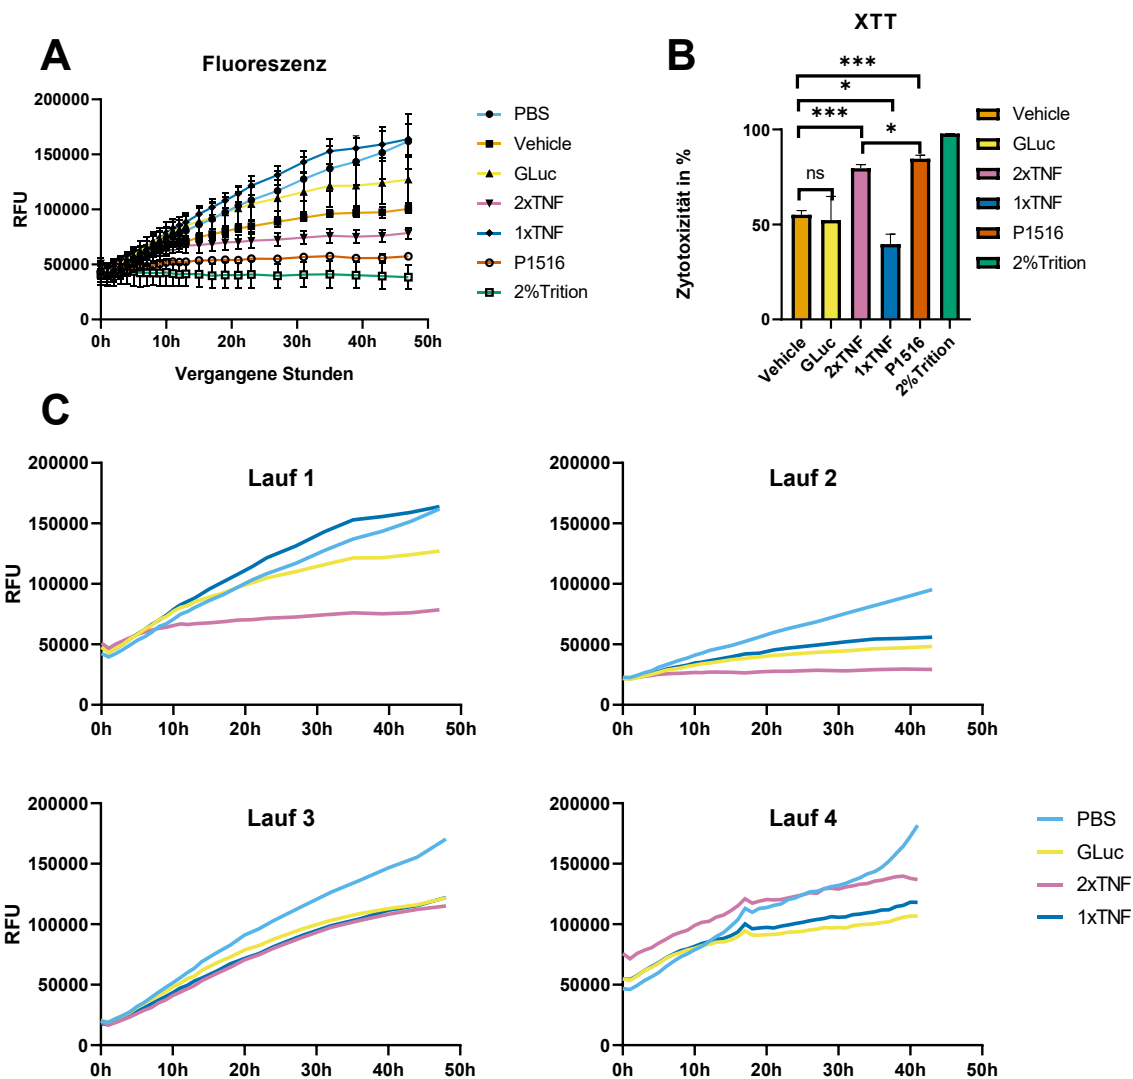 XTT
A
B
Fluoreszenz
200000
150000
100000
50000
0
RFU
0h 10h 20h 30h 40h 50h
Vergangene Stunden
PBS
Vehicle
GLuc
2xTNF
1xTNF
P1516
2%Trition
***
*
***
*
ns
100
50
0
Zytotoxizität in %
Vehicle
GLuc
2xTNF
1xTNF
P1516
2%Trition
Vehicle
GLuc
2xTNF
1xTNF
P1516
2%Trition
C
Lauf 1
200000
150000
100000
50000
0
RFU
0h 10h 20h 30h 40h 50h
Lauf 2
200000
150000
100000
50000
0
0h 10h 20h 30h 40h 50h
Lauf 3
200000
150000
100000
50000
0
RFU
0h 10h 20h 30h 40h 50h
Lauf 4
200000
150000
100000
50000
0
0h 10h 20h 30h 40h 50h
PBS
GLuc
2xTNF
1xTNF